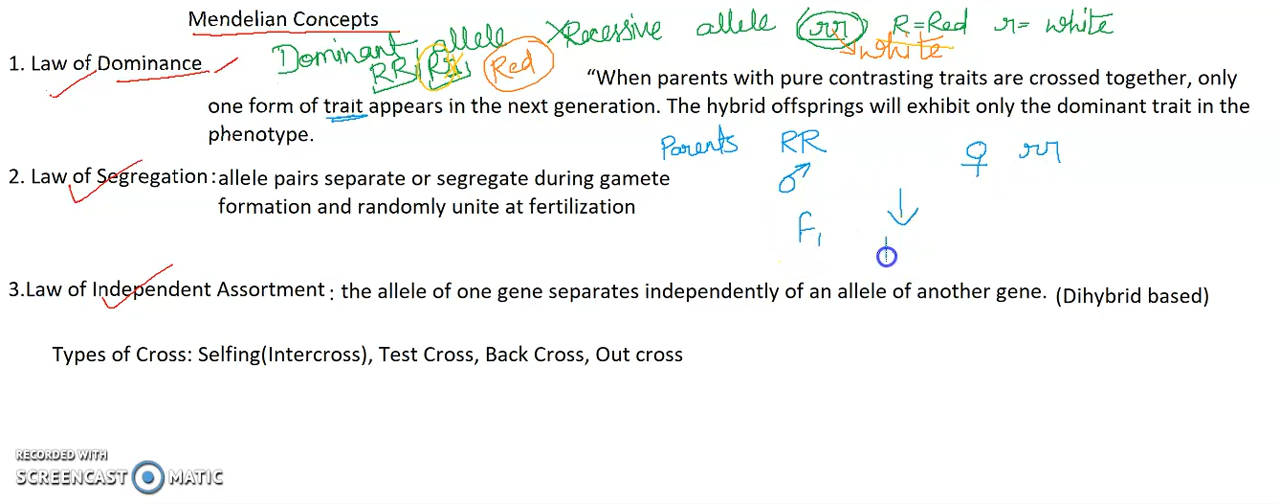 Mendelian Concepts
Dominant allele × Recessive allele rr R=Red r= white
RR Rr Red white
1. Law of Dominance
“When parents with pure contrasting traits are crossed together, only
one form of trait appears in the next generation. The hybrid offsprings will exhibit only the dominant trait in the
phenotype.
Parents RR ♀ rr
♂
2. Law of Segregation: allele pairs separate or segregate during gamete
formation and randomly unite at fertilization
F₁
3.Law of Independent Assortment : the allele of one gene separates independently of an allele of another gene. (Dihybrid based)
Types of Cross: Selfing(Intercross), Test Cross, Back Cross, Out cross
RECORDED WITH
SCREENCAST MATIC